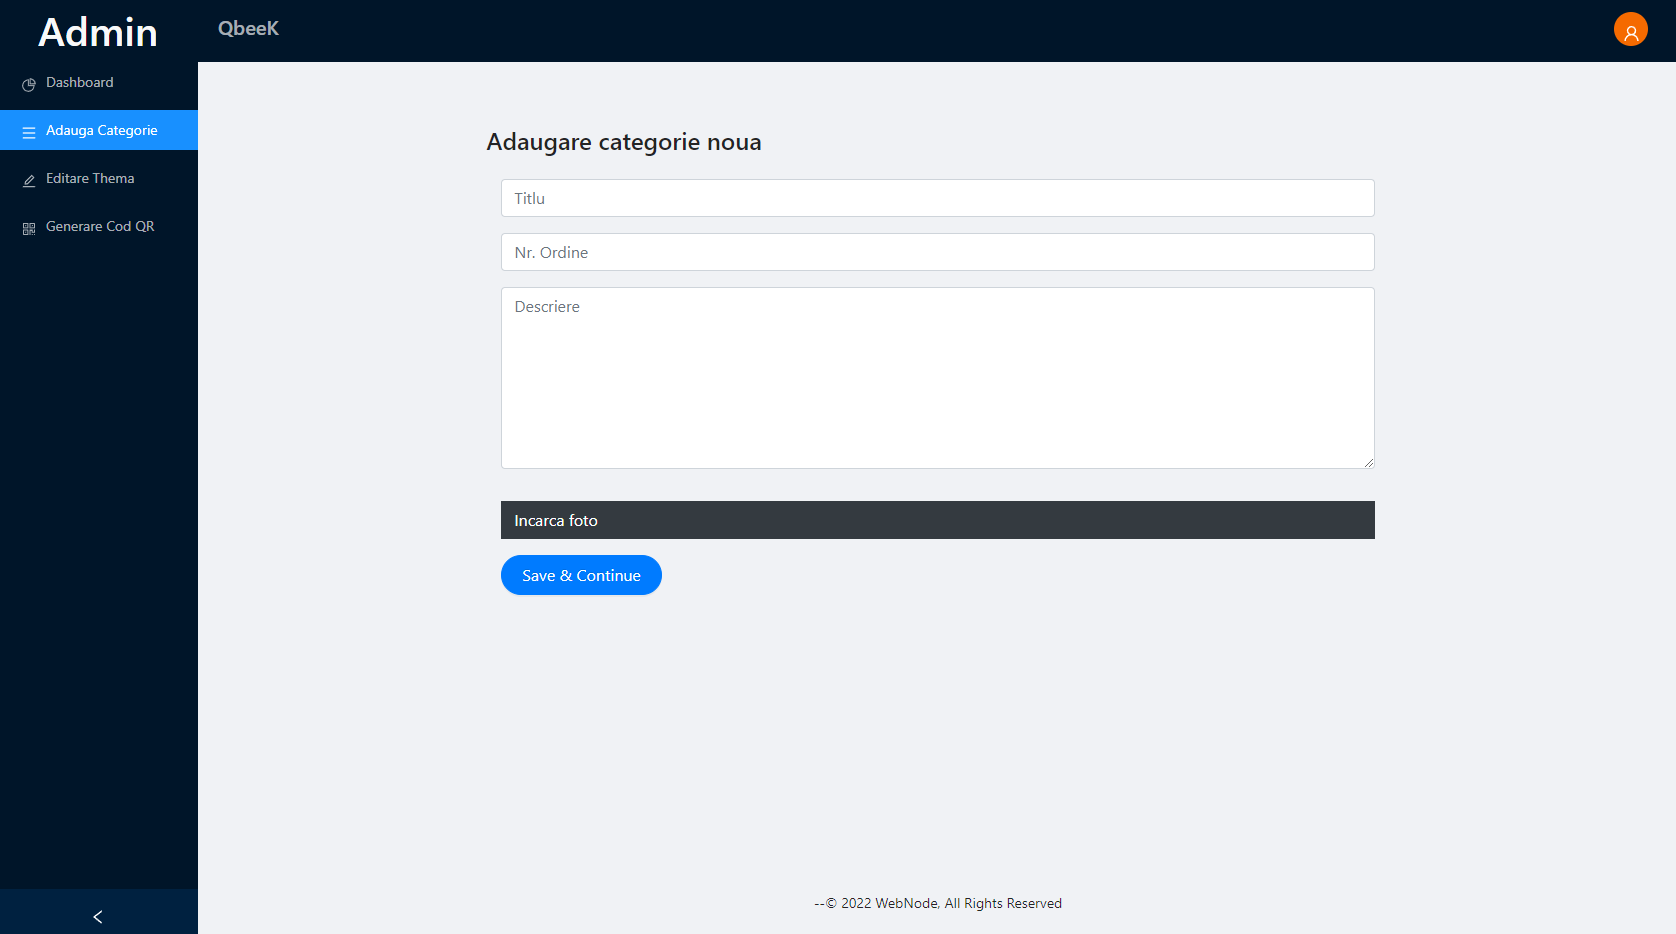 Admin
QbeeK
Dashboard
Adauga Categorie
Editare Thema
Generare Cod QR
Adaugare categorie noua
Titlu
Nr. Ordine
Descriere
Incarca foto
Save & Continue
--© 2022 WebNode, All Rights Reserved